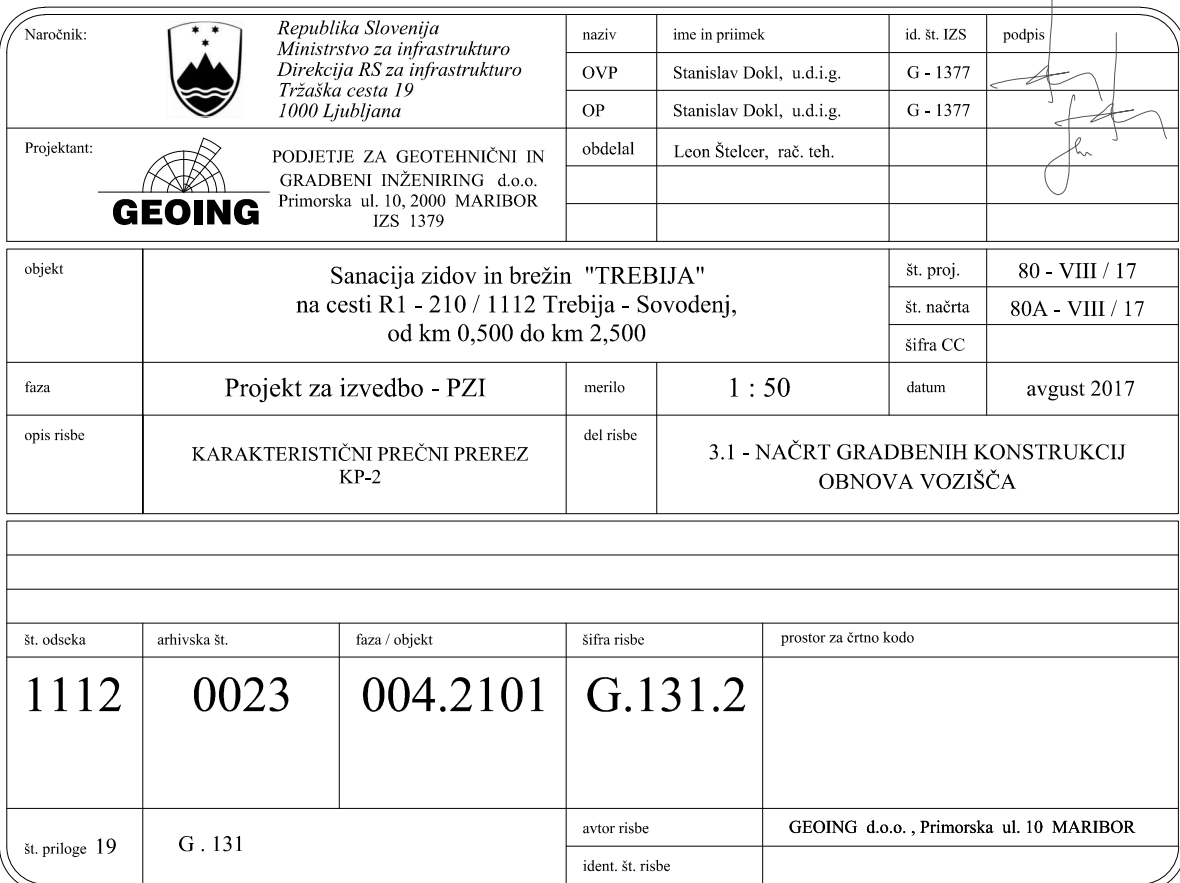 Naročnik:
Republika Slovenija
Ministrstvo za infrastrukturo
Direkcija RS za infrastrukturo
Tržaška cesta 19
1000 Ljubljana
naziv ime in priimek id. št. IZS podpis
OVP Stanislav Dokl, u.d.i.g. G - 1377
OP Stanislav Dokl, u.d.i.g. G - 1377
obdelal Leon Štelcer, rač. teh.
Projektant:
GEOING
PODJETJE ZA GEOTEHNIČNI IN
GRADBENI INŽENIRING d.o.o.
Primorska ul. 10, 2000 MARIBOR
IZS 1379
objekt
Sanacija zidov in brežin "TREBIJA"
na cesti R1 - 210 / 1112 Trebija - Sovodenj,
od km 0,500 do km 2,500
št. proj. 80 - VIII / 17
št. načrta 80A - VIII / 17
šifra CC
faza Projekt za izvedbo - PZI merilo 1 : 50 datum avgust 2017
opis risbe
KARAKTERISTIČNI PREČNI PREREZ
KP-2
del risbe
3.1 - NAČRT GRADBENIH KONSTRUKCIJ
OBNOVA VOZIŠČA
št. odseka arhivska št. faza / objekt šifra risbe prostor za črtno kodo
1112 0023 004.2101 G.131.2
št. priloge 19 G . 131
avtor risbe GEOING d.o.o. , Primorska ul. 10 MARIBOR
ident. št. risbe